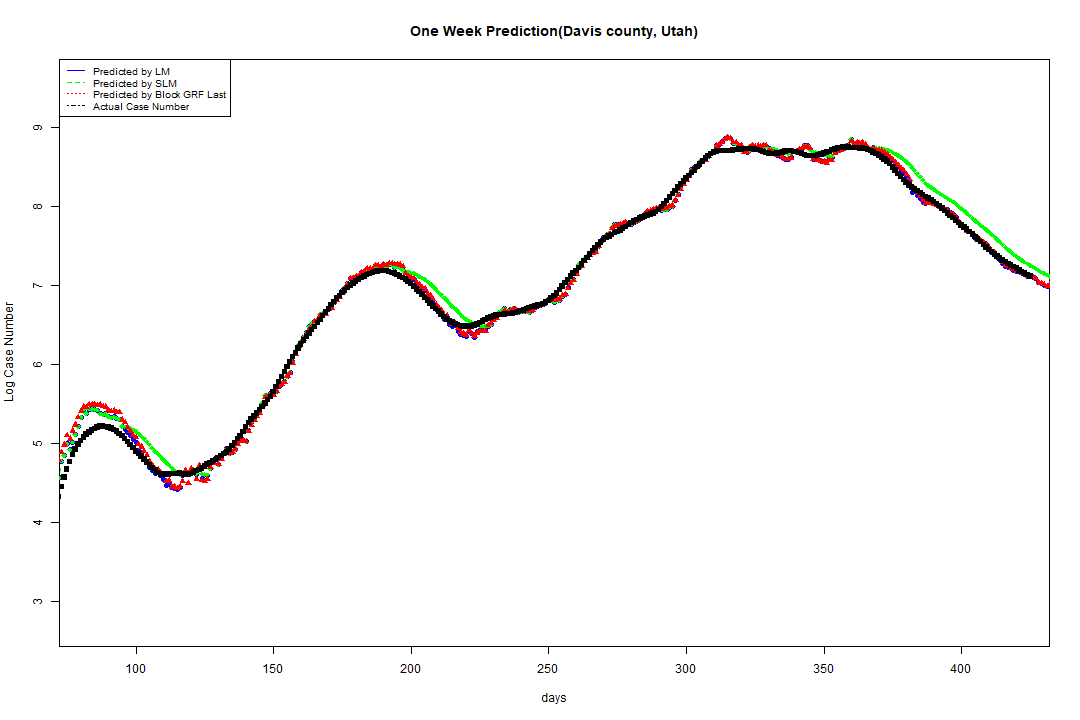 One Week Prediction(Davis county, Utah)
Predicted by LM
Predicted by SLM
Predicted by Block GRF Last
Actual Case Number
9
8
7
6
5
4
3
Log Case Number
100 150 200 250 300 350 400
days